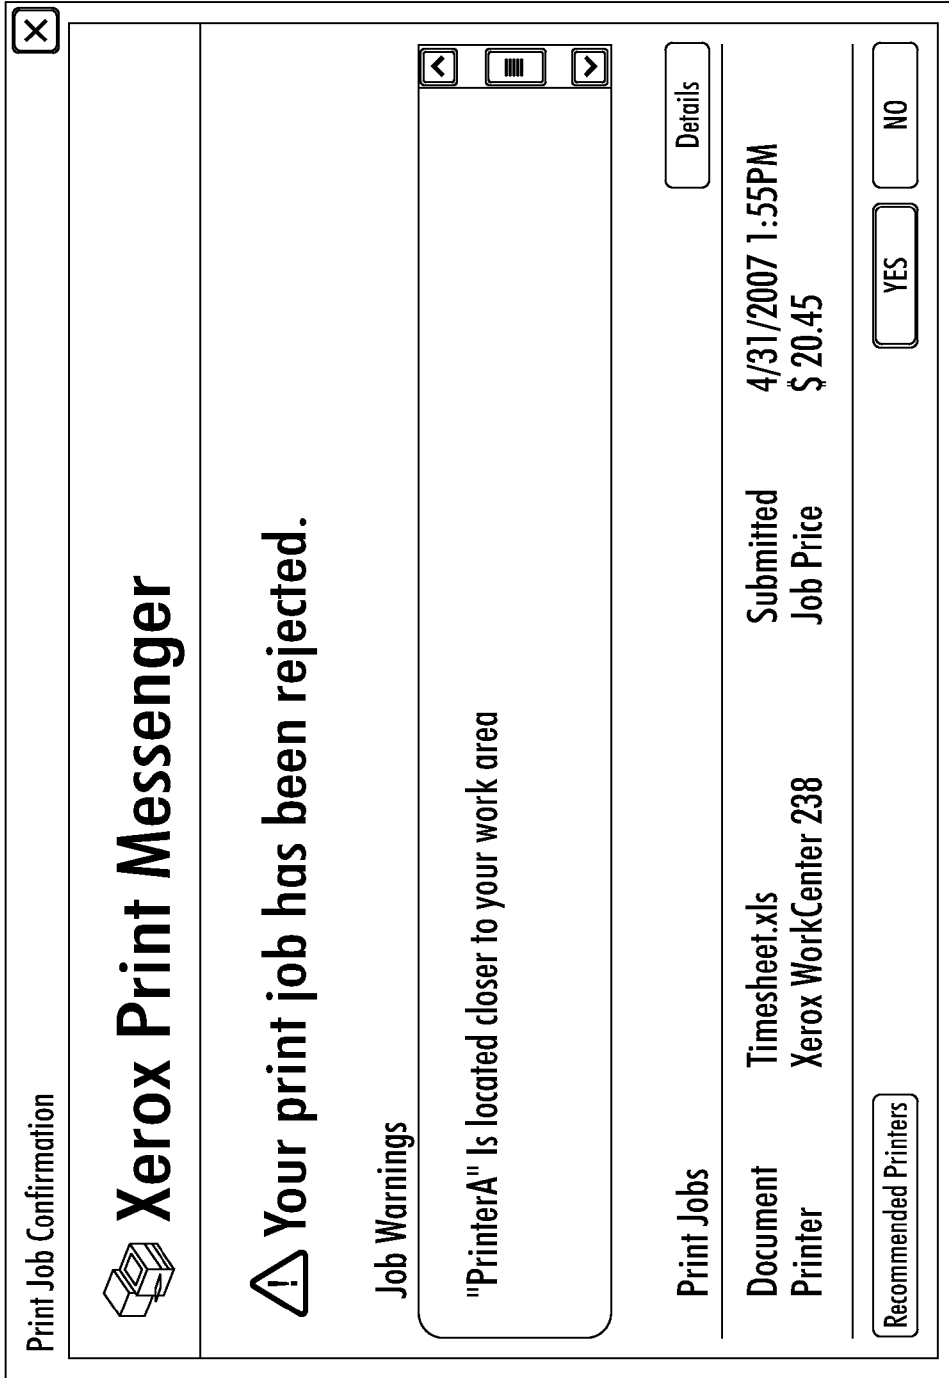 Print Job Confirmation
Xerox Print Messenger
Your print job has been rejected.
Job Warnings
"PrinterA" Is located closer to your work area
Print Jobs
Details
Document Timesheet.xls Submitted 4/31/2007 1:55PM
Printer Xerox WorkCenter 238 Job Price $ 20.45
Recommended Printers YES NO